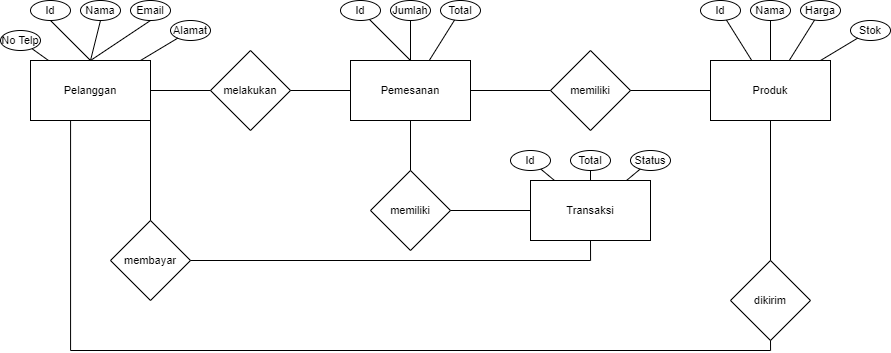 Id
Nama
Email
No Telp
Alamat
Id
Jumlah
Total
Id
Nama
Harga
Stok
Pelanggan
melakukan
Pemesanan
memiliki
Produk
Id
Total
Status
memiliki
Transaksi
membayar
dikirim